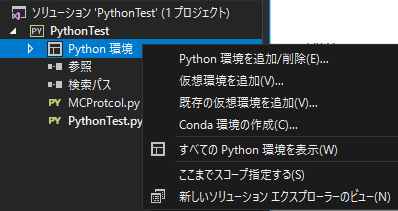 ソリューション 'PythonTest' (1 プロジェクト)
PythonTest
Python 環境
参照
検索パス
MCProtcol.py
PythonTest.py
Python 環境を追加/削除(E)...
仮想環境を追加(V)...
既存の仮想環境を追加(V)...
Conda 環境の作成(C)...
すべての Python 環境を表示(W)
ここまでスコープ指定する(S)
新しいソリューション エクスプローラーのビュー(N)